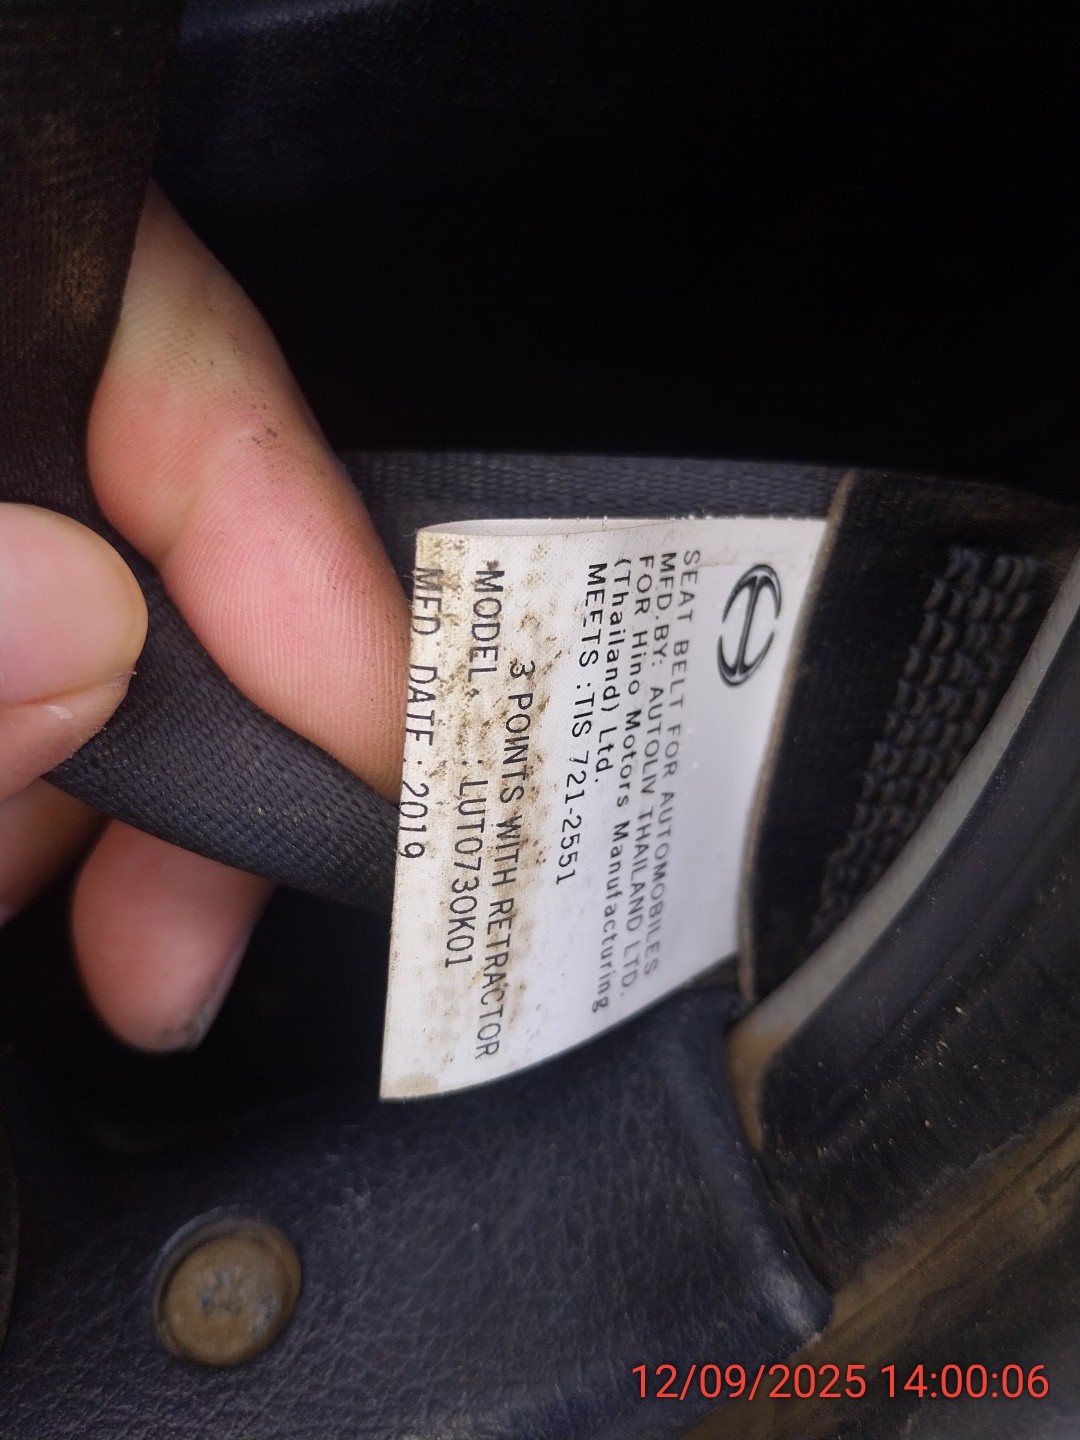 SEAT BELT FOR AUTOMOBILES
MFD.BY: AUTOLIV THAILAND LTD.
FOR Hino Motors Manufacturing
(Thailand) Ltd.
MEETS :TIS 721-2551
3 POINTS WITH RETRACTOR
MODEL : LUT0730K01
MFD. DATE : 2019
12/09/2025 14:00:06